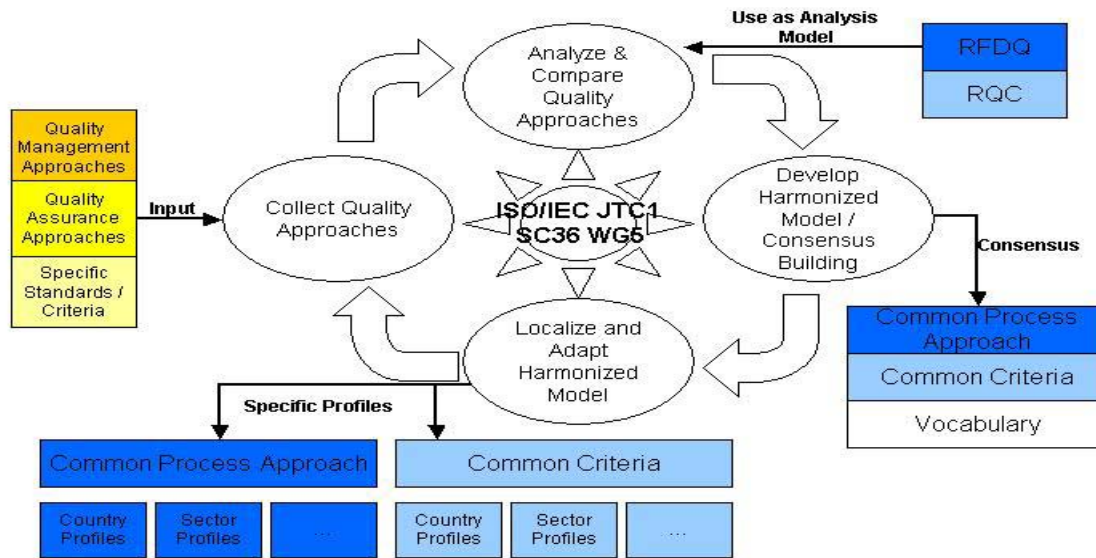 Use as Analysis
Model
RFDQ
RQC
Analyze &
Compare
Quality
Approaches
Quality
Management
Approaches
Quality
Assurance
Approaches
Specific
Standards /
Criteria
Input
Collect Quality
Approaches
ISO/IEC JTC1
SC36 WG5
Develop
Harmonized
Model /
Consensus
Building
Consensus
Common Process
Approach
Common Criteria
Vocabulary
Localize and
Adapt
Harmonized
Model
Specific Profiles
Common Process Approach
Common Criteria
Country
Profiles
Sector
Profiles
...
Country
Profiles
Sector
Profiles
...